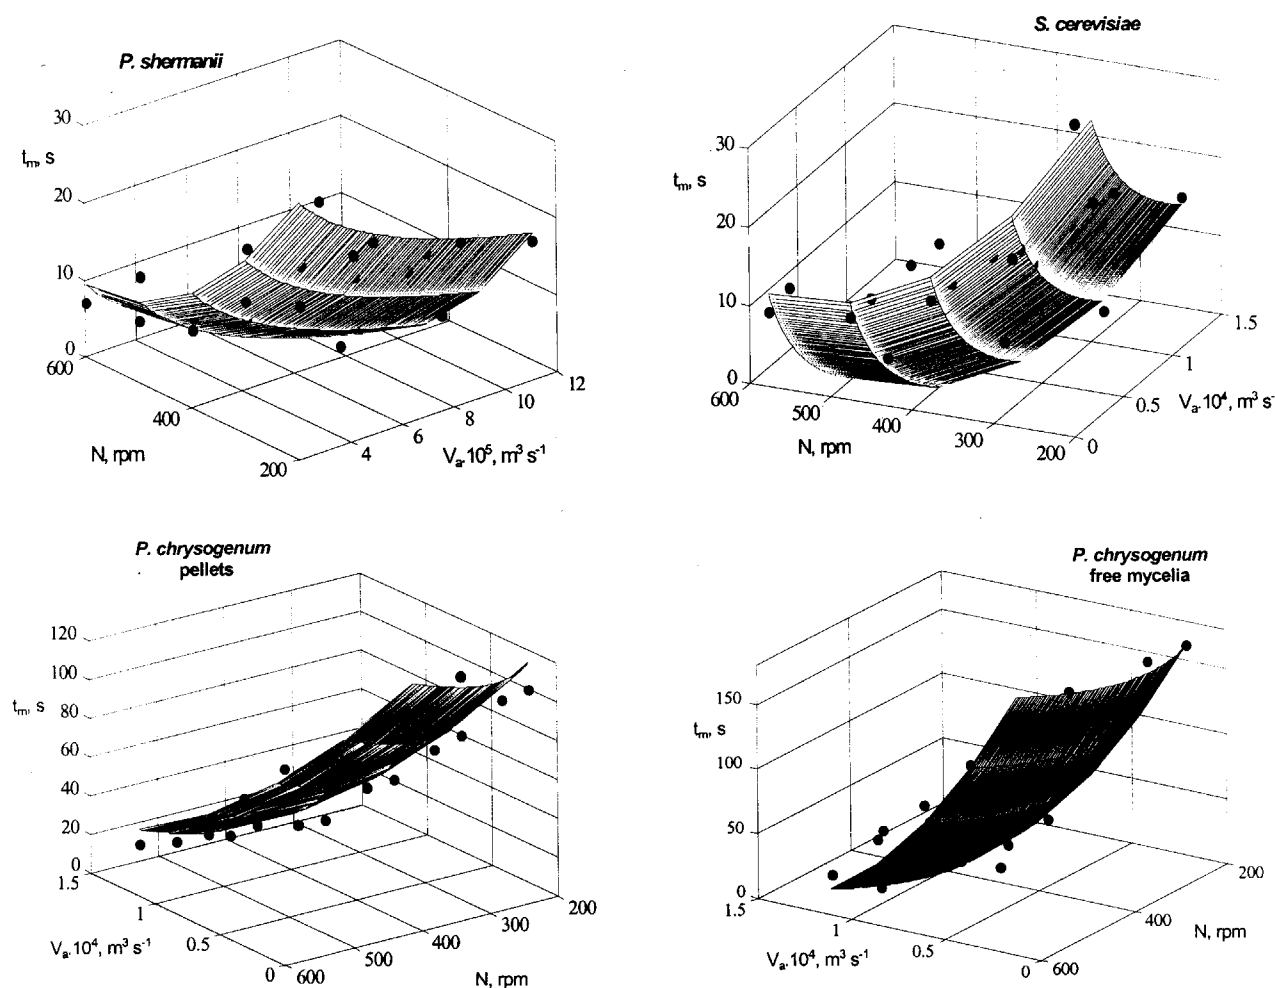 P. shermanii
30
t_m, s
20
10
0
600
400
200
N, rpm
4
6
8
10
12
V_a·10^5, m^3 s^-1
S. cerevisiae
30
t_m, s
20
10
0
600
500
400
300
200
N, rpm
0
0.5
1
1.5
V_a·10^4, m^3 s^-
P. chrysogenum
pellets
120
100
80
t_m, s
60
40
20
0
1.5
1
0.5
0
V_a·10^4, m^3 s^-1
600
500
400
300
200
N, rpm
P. chrysogenum
free mycelia
150
t_m, s
100
50
0
1.5
1
0.5
0
V_a·10^4, m^3 s^-1
600
400
200
N, rpm